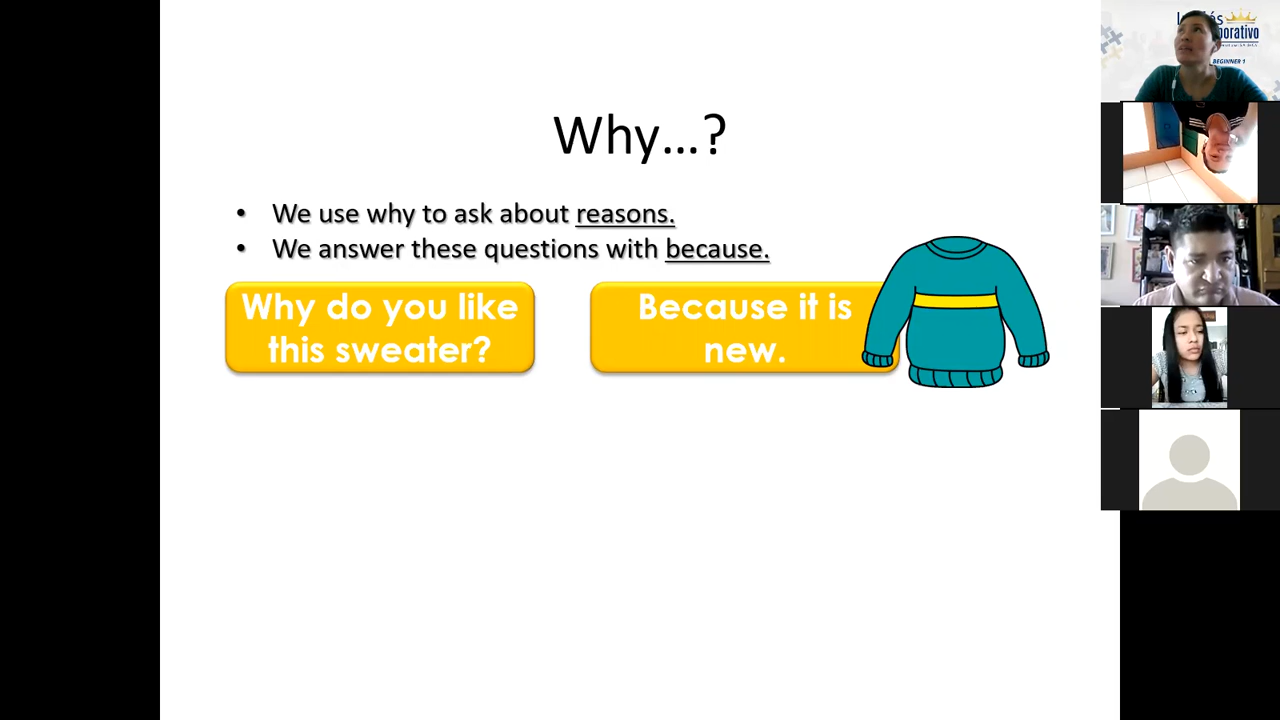 Why...?
• We use why to ask about reasons.
• We answer these questions with because.
Why do you like
this sweater?
Because it is
new.
BEGINNER 1